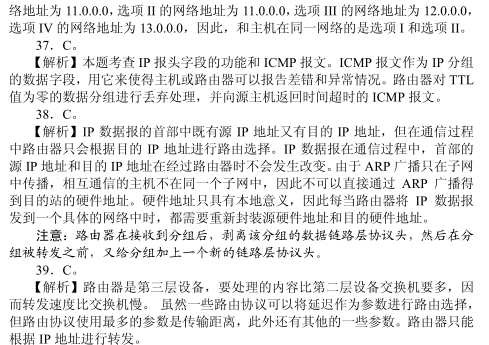 络地址为 11.0.0.0,选项 II 的网络地址为 11.0.0.0,选项 III 的网络地址为 12.0.0.0,
选项 IV 的网络地址为 13.0.0.0,因此,和主机在同一网络的是选项 I 和选项 II。
37.C。
【解析】本题考查 IP 报头字段的功能和 ICMP 报文。ICMP 报文作为 IP 分组
的数据字段,用它来使得主机或路由器可以报告差错和异常情况。路由器对 TTL
值为零的数据分组进行丢弃处理,并向源主机返回时间超时的 ICMP 报文。
38.C。
【解析】IP 数据报的首部中既有源 IP 地址又有目的 IP 地址,但在通信过程
中路由器只会根据目的 IP 地址进行路由选择。IP 数据报在通信过程中,首部的
源 IP 地址和目的 IP 地址在经过路由器时不会发生改变。由于 ARP 广播只在子网
中传播,相互通信的主机不在同一个子网中,因此不可以直接通过 ARP 广播得
到目的站的硬件地址。硬件地址只具有本地意义,因此每当路由器将 IP 数据报
发到一个具体的网络中时,都需要重新封装源硬件地址和目的硬件地址。
注意:路由器在接收到分组后,剥离该分组的数据链路层协议头,然后在分
组被转发之前,又给分组加上一个新的链路层协议头。
39.C。
【解析】路由器是第三层设备,要处理的内容比第二层设备交换机要多,因
而转发速度比交换机慢。 虽然一些路由协议可以将延迟作为参数进行路由选择,
但路由协议使用最多的参数是传输距离,此外还有其他的一些参数。路由器只能
根据 IP 地址进行转发。